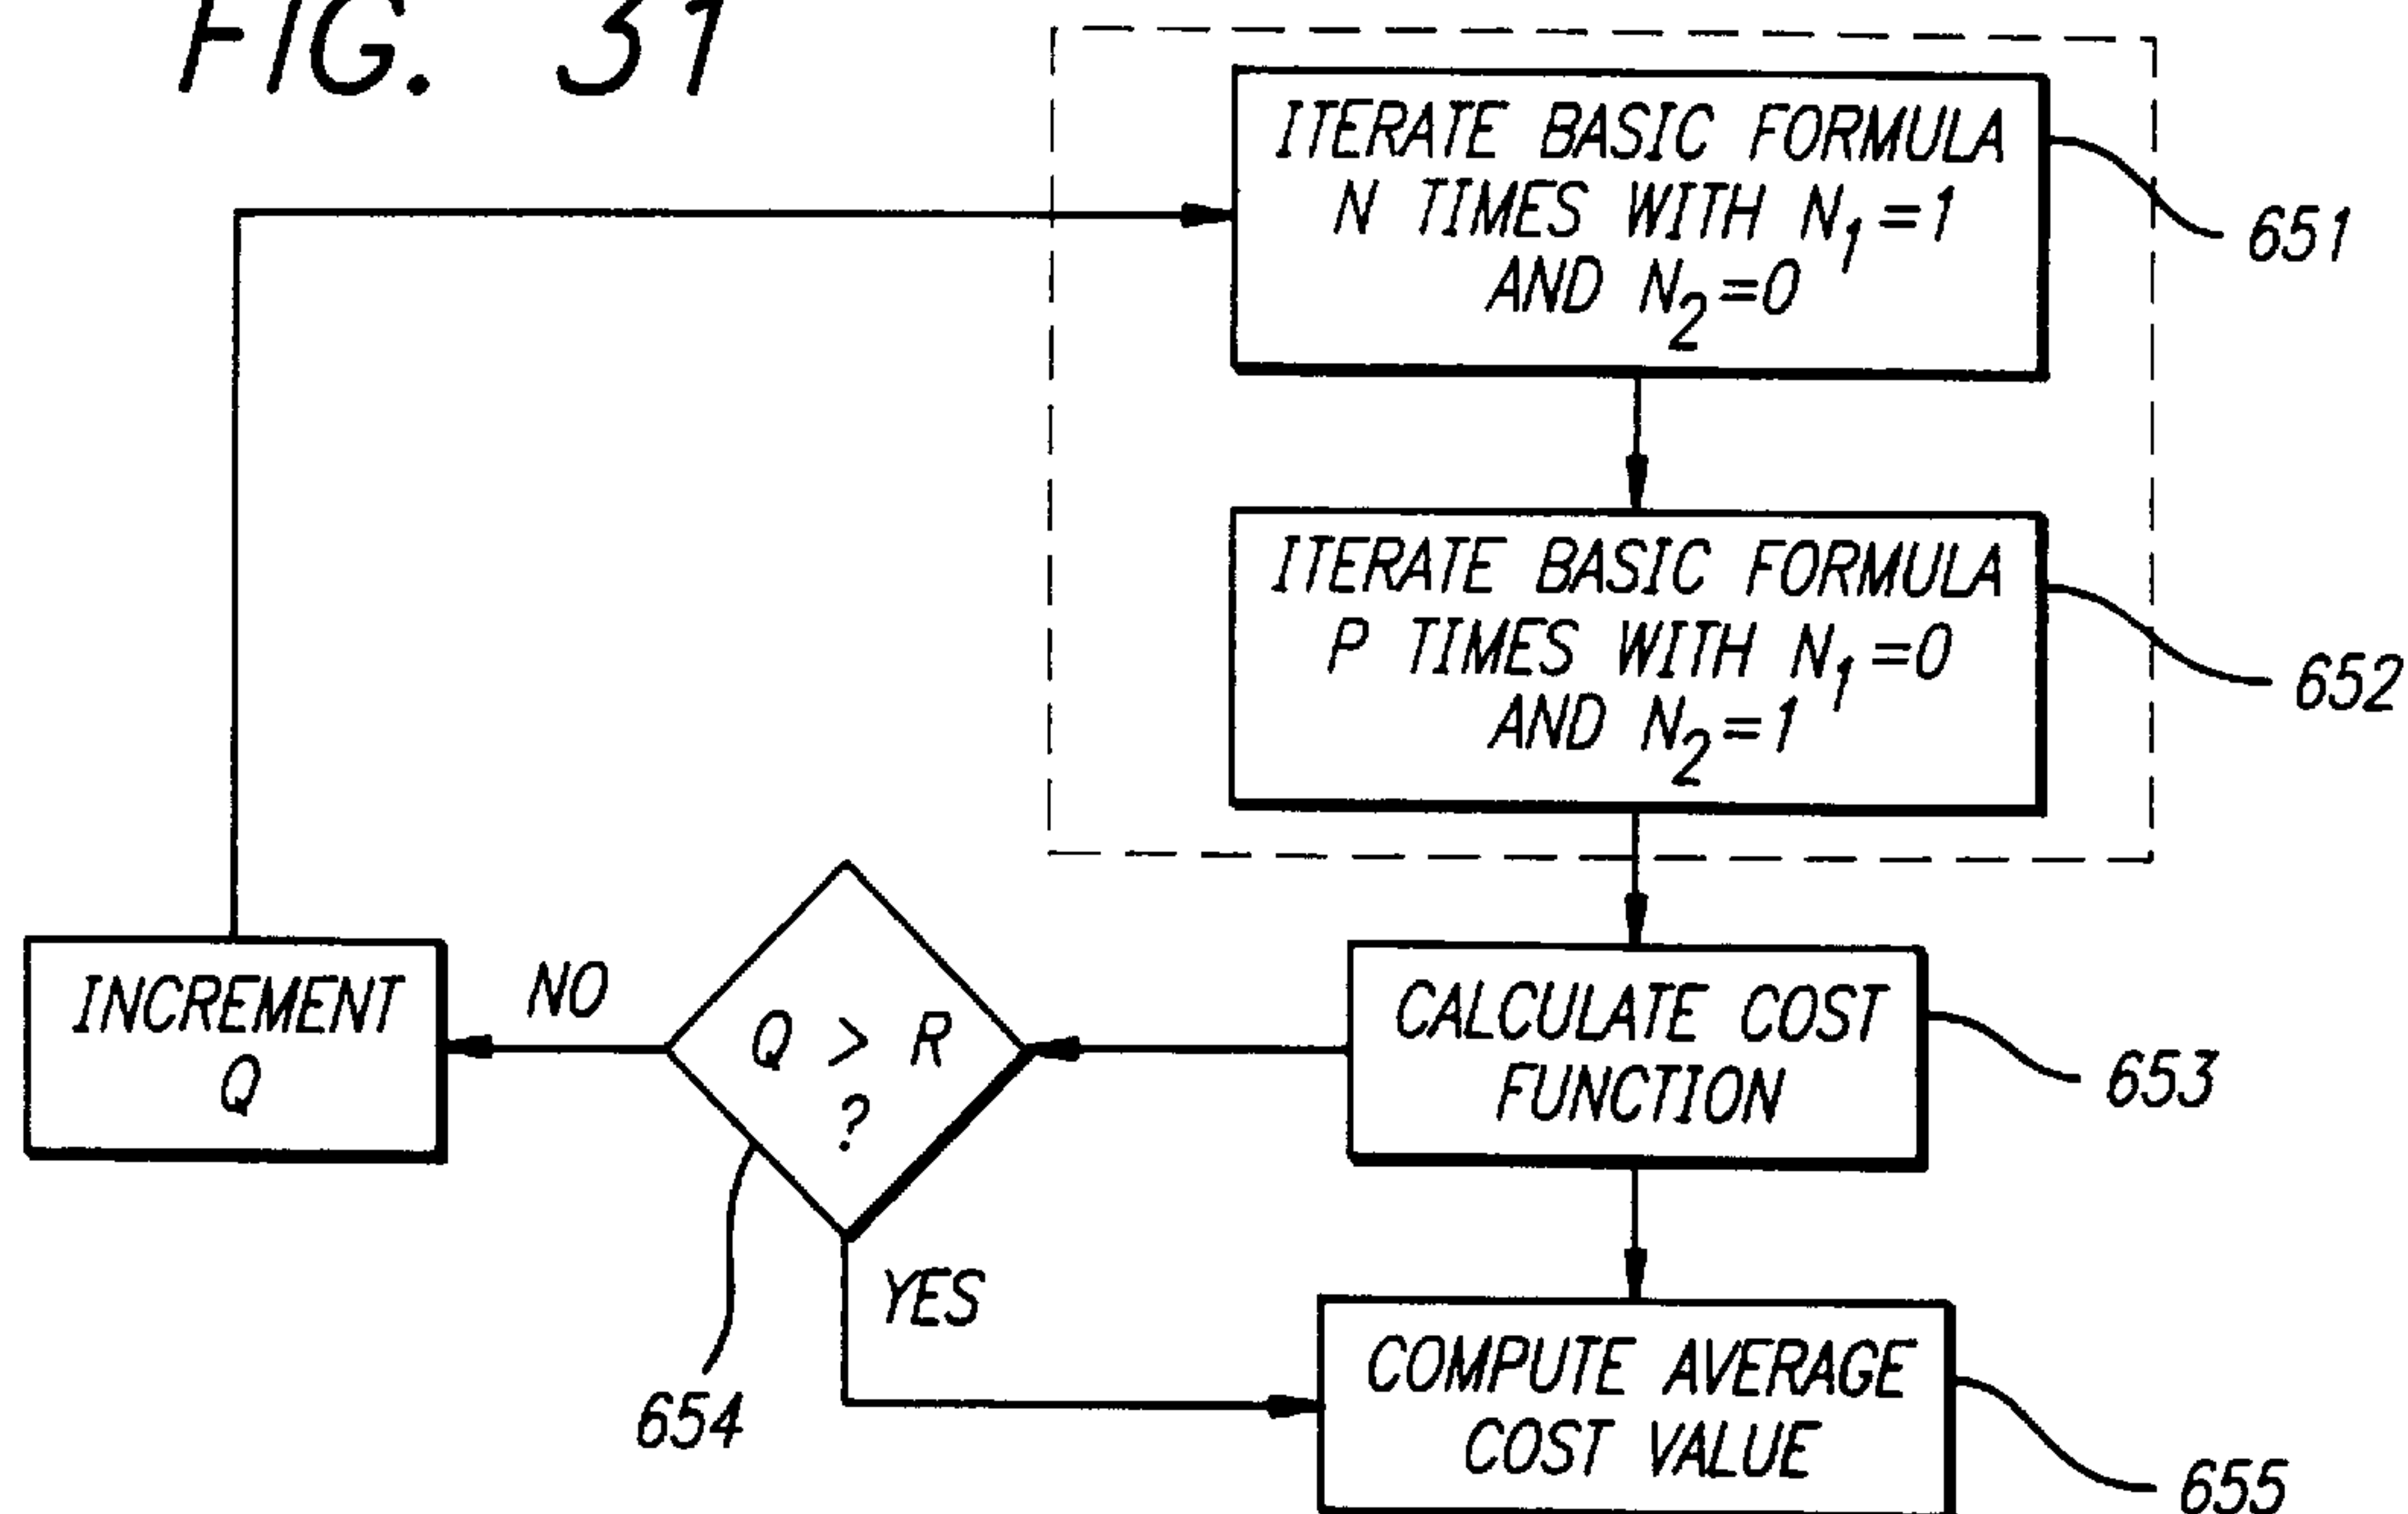 FIG. 31
ITERATE BASIC FORMULA
N TIMES WITH N₁=1
AND N₂=0
651
ITERATE BASIC FORMULA
P TIMES WITH N₁=0
AND N₂=1
652
INCREMENT
Q
NO
Q > R
?
CALCULATE COST
FUNCTION
653
YES
654
COMPUTE AVERAGE
COST VALUE
655